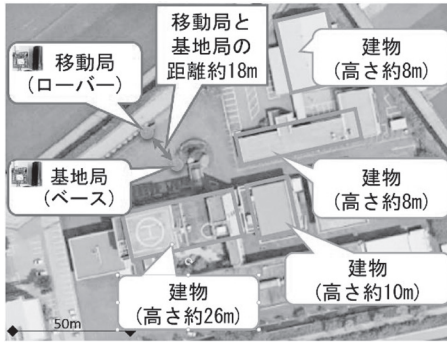 移動局と
基地局の
距離約18m
移動局
(ローバー)
建物
(高さ約8m)
基地局
(ベース)
建物
(高さ約8m)
建物
(高さ約26m)
建物
(高さ約10m)
H
50m